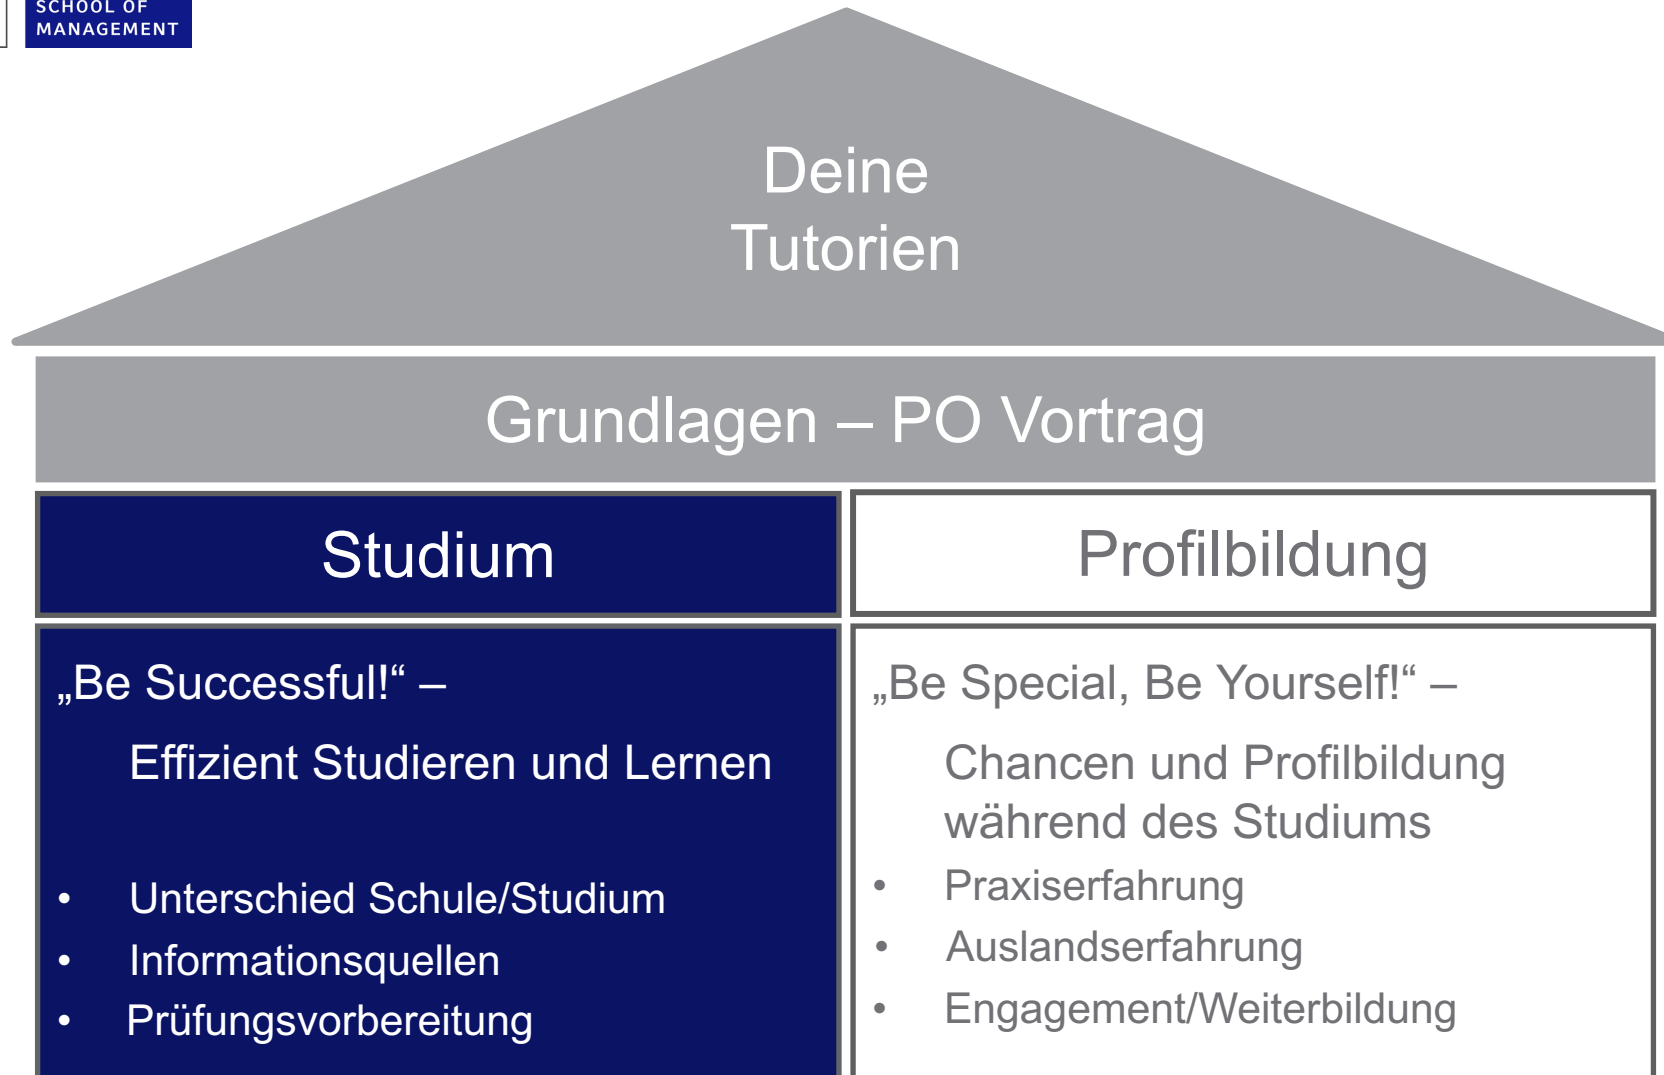 SCHOOL OF
MANAGEMENT
Deine
Tutorien
Grundlagen – PO Vortrag
Studium
Profilbildung
„Be Successful!“ –
Effizient Studieren und Lernen
• Unterschied Schule/Studium
• Informationsquellen
• Prüfungsvorbereitung
„Be Special, Be Yourself!“ –
Chancen und Profilbildung
während des Studiums
• Praxiserfahrung
• Auslandserfahrung
• Engagement/Weiterbildung